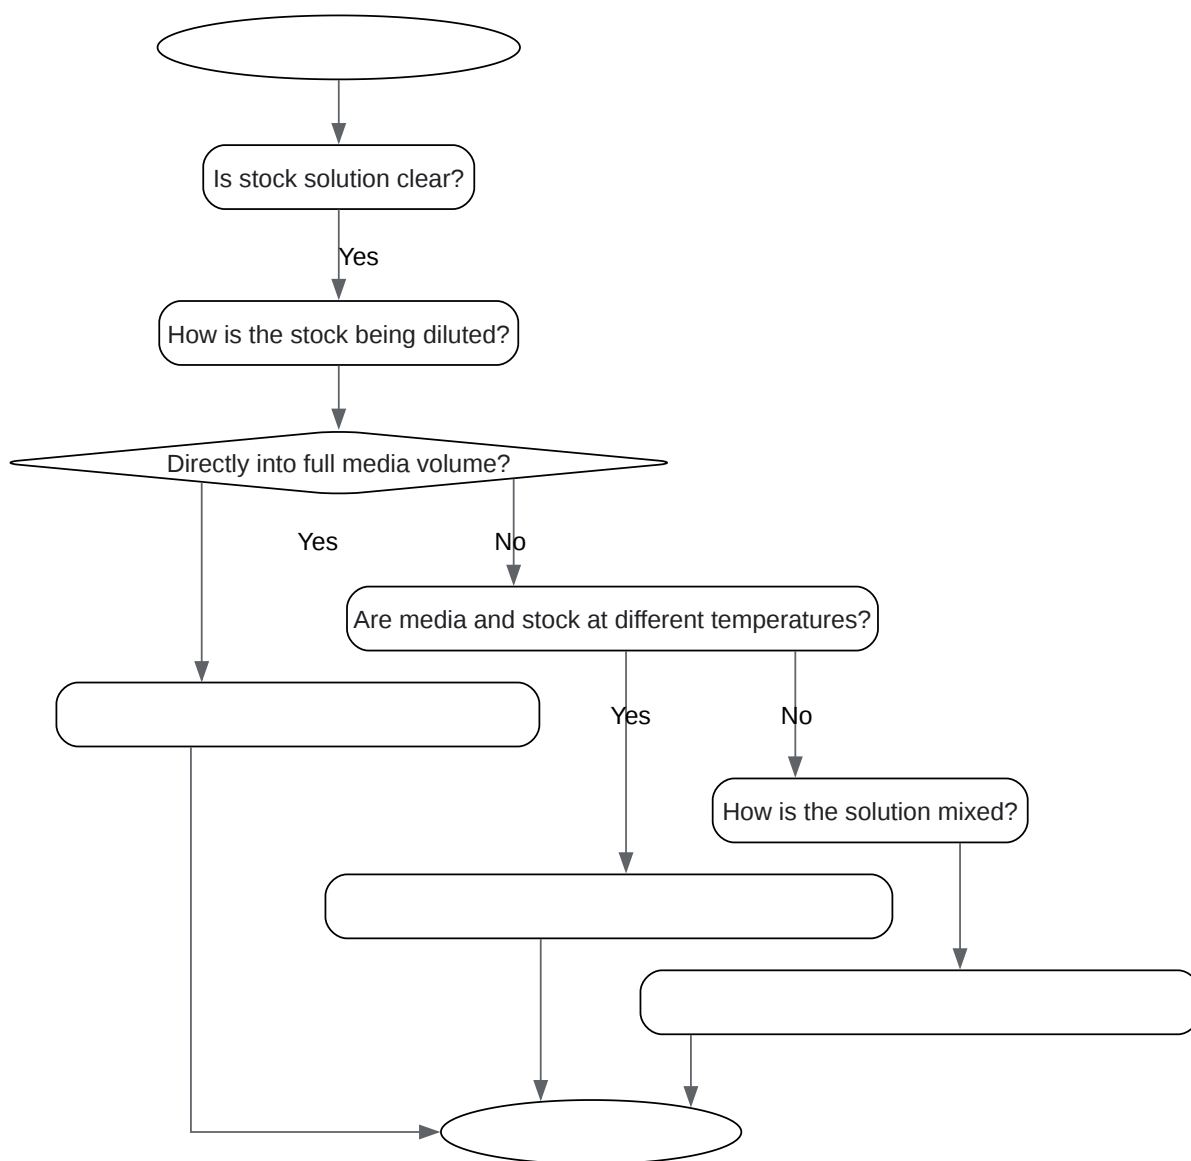 Is stock solution clear?
Yes
How is the stock being diluted?
Directly into full media volume?
Yes
No
Are media and stock at different temperatures?
Yes
No
How is the solution mixed?